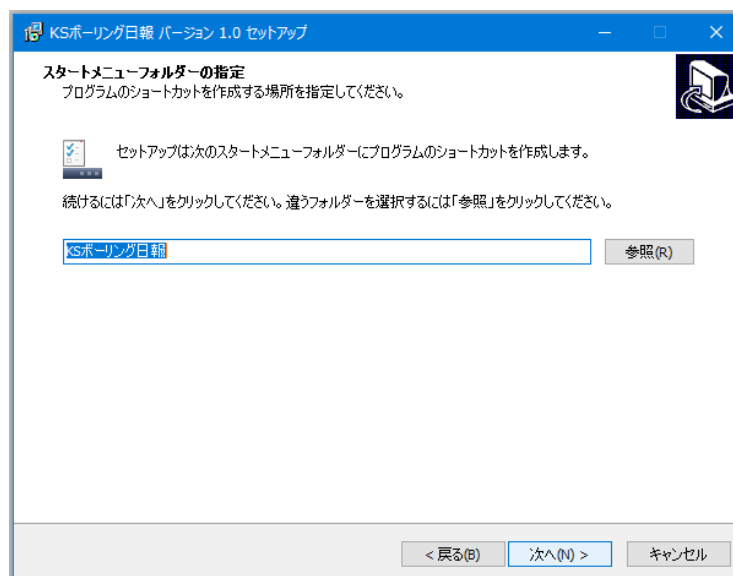 KSボーリング日報 バージョン 1.0 セットアップ
スタートメニューフォルダーの指定
プログラムのショートカットを作成する場所を指定してください。
セットアップは次のスタートメニューフォルダーにプログラムのショートカットを作成します。
続けるには「次へ」をクリックしてください。違うフォルダーを選択するには「参照」をクリックしてください。
KSボーリング日報
参照(R)
< 戻る(B)
次へ(N) >
キャンセル